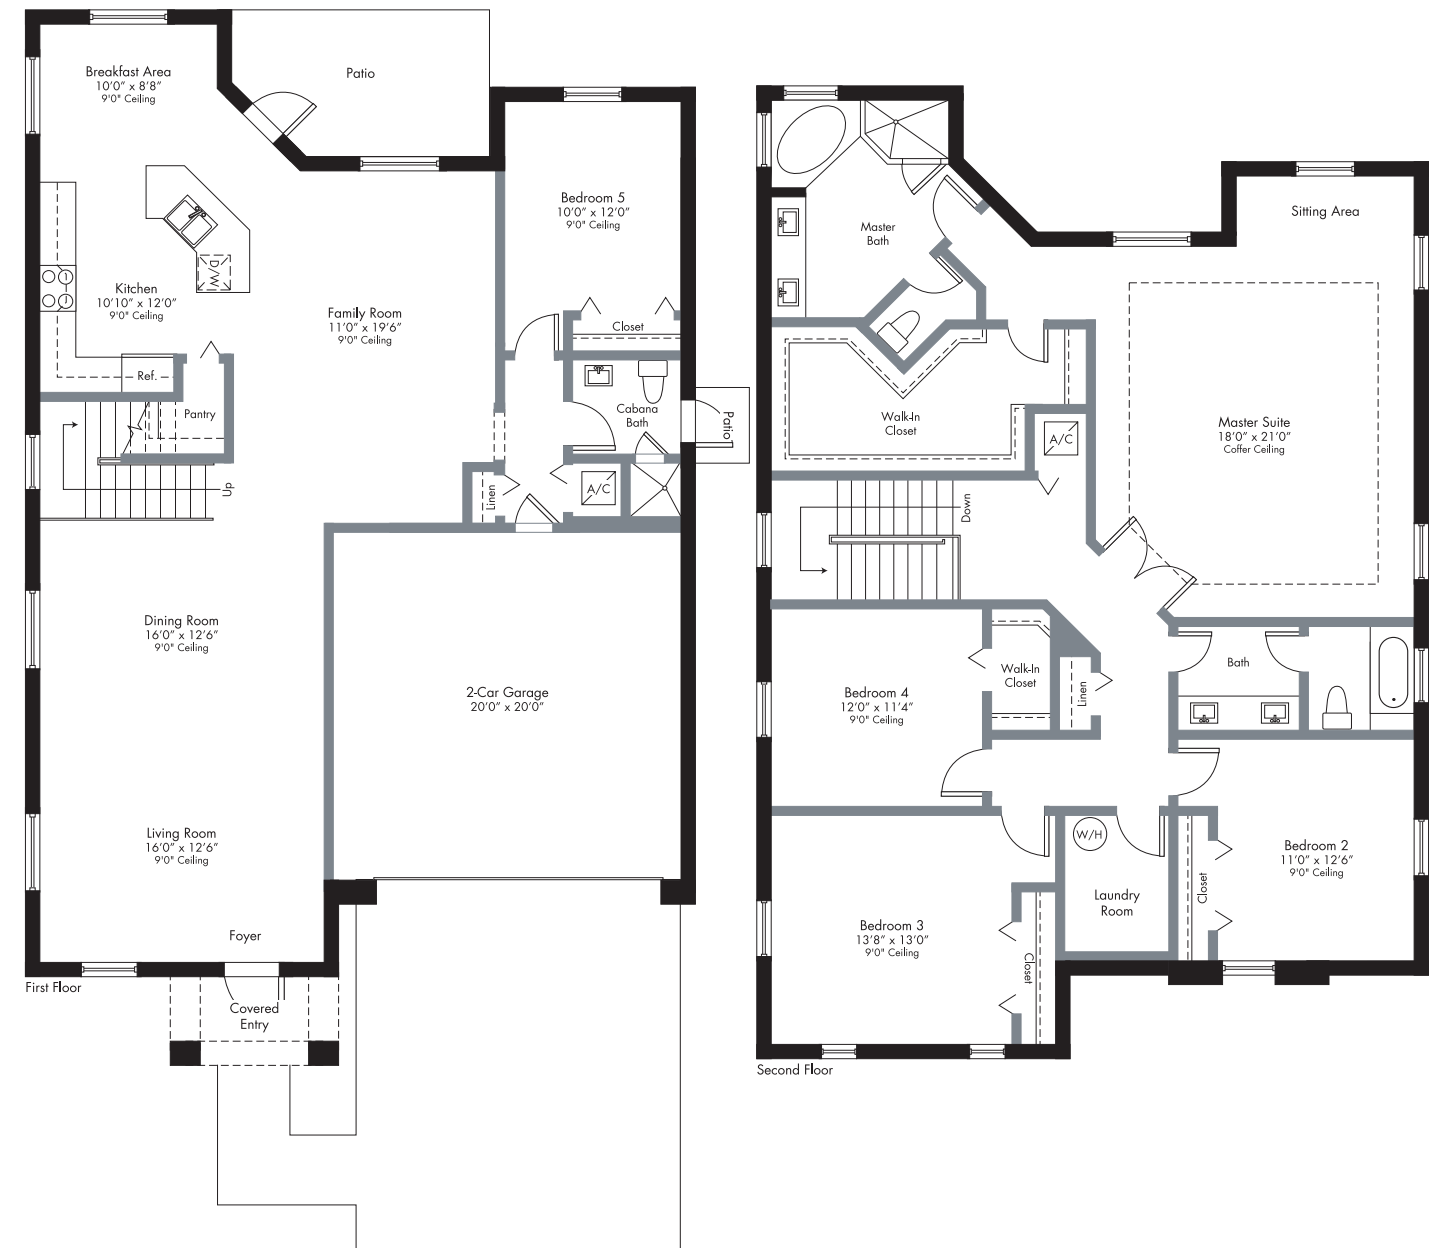 Breakfast Area
10’0” x 8’8”
9'0" Ceiling
Patio
Bedroom 5
10’0” x 12’0”
9'0" Ceiling
D/W
Kitchen
10’10” x 12’0”
9'0" Ceiling
Family Room
11’0” x 19’6”
9'0" Ceiling
Closet
Ref.
Pantry
Cabana
Bath
Patio
Up
Linen
A/C
Dining Room
16’0” x 12’6”
9'0" Ceiling
2-Car Garage
20’0” x 20’0”
Living Room
16’0” x 12’6”
9'0" Ceiling
Foyer
First Floor
Covered
Entry
Sitting Area
Master
Bath
Walk-In
Closet
A/C
Master Suite
18’0” x 21’0”
Coffer Ceiling
Down
Bedroom 4
12’0” x 11’4”
9'0" Ceiling
Walk-In
Closet
Linen
Bath
W/H
Laundry
Room
Closet
Bedroom 2
11’0” x 12’6”
9'0" Ceiling
Bedroom 3
13’8” x 13’0”
9'0" Ceiling
Closet
Second Floor